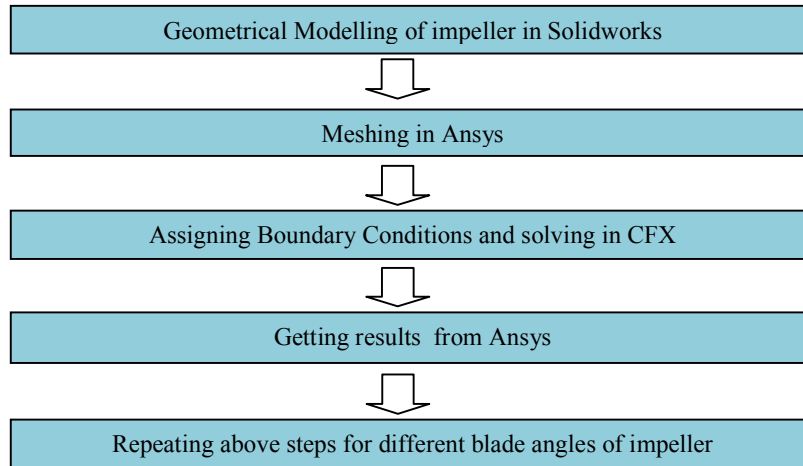 Geometrical Modelling of impeller in Solidworks
Meshing in Ansys
Assigning Boundary Conditions and solving in CFX
Getting results from Ansys
Repeating above steps for different blade angles of impeller